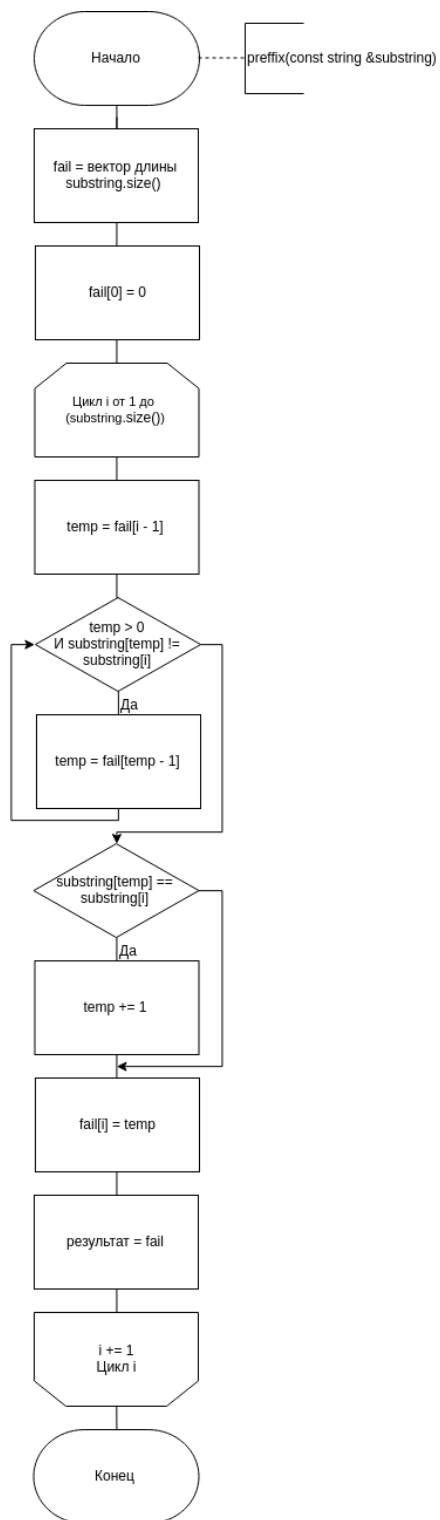 Начало
preffix(const string &substring)
fail = вектор длины
substring.size()
fail[0] = 0
Цикл i от 1 до
(substring.size())
temp = fail[i - 1]
temp > 0
И substring[temp] !=
substring[i]
Да
temp = fail[temp - 1]
substring[temp] ==
substring[i]
Да
temp += 1
fail[i] = temp
результат = fail
i += 1
Цикл i
Конец